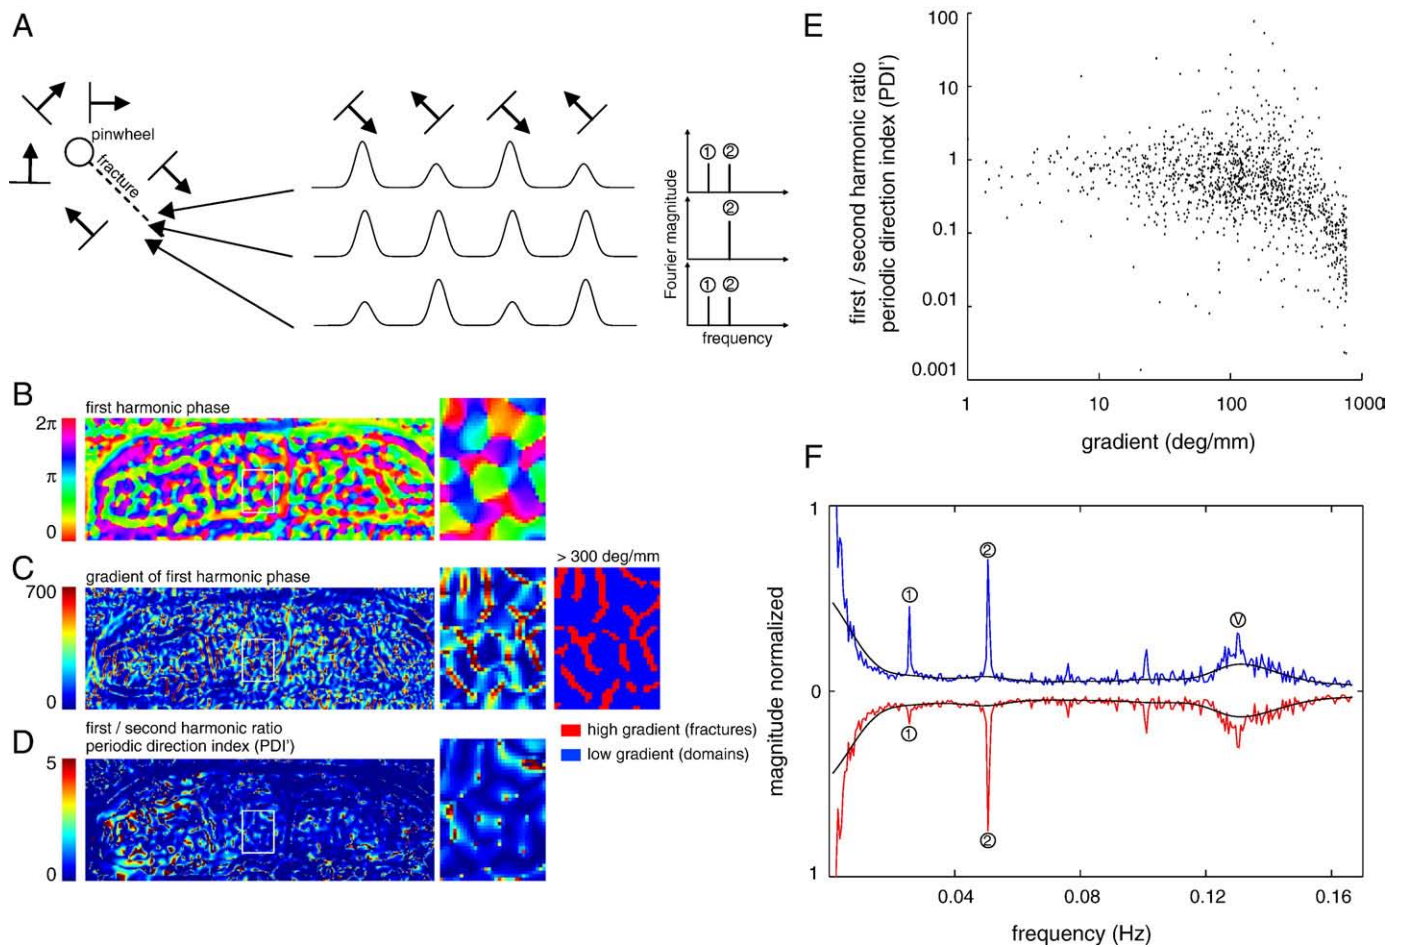 A
pinwheel
fracture
① ②
②
① ②
Fourier magnitude
frequency
B
first harmonic phase
2π
π
0
C
gradient of first harmonic phase
> 300 deg/mm
700
0
high gradient (fractures)
low gradient (domains)
D
first / second harmonic ratio
periodic direction index (PDI')
5
0
E
first / second harmonic ratio
periodic direction index (PDI')
100
10
1
0.1
0.01
0.001
1 10 100 1000
gradient (deg/mm)
F
magnitude normalized
1
0
1
① ② V
① ②
0.04 0.08 0.12 0.16
frequency (Hz)